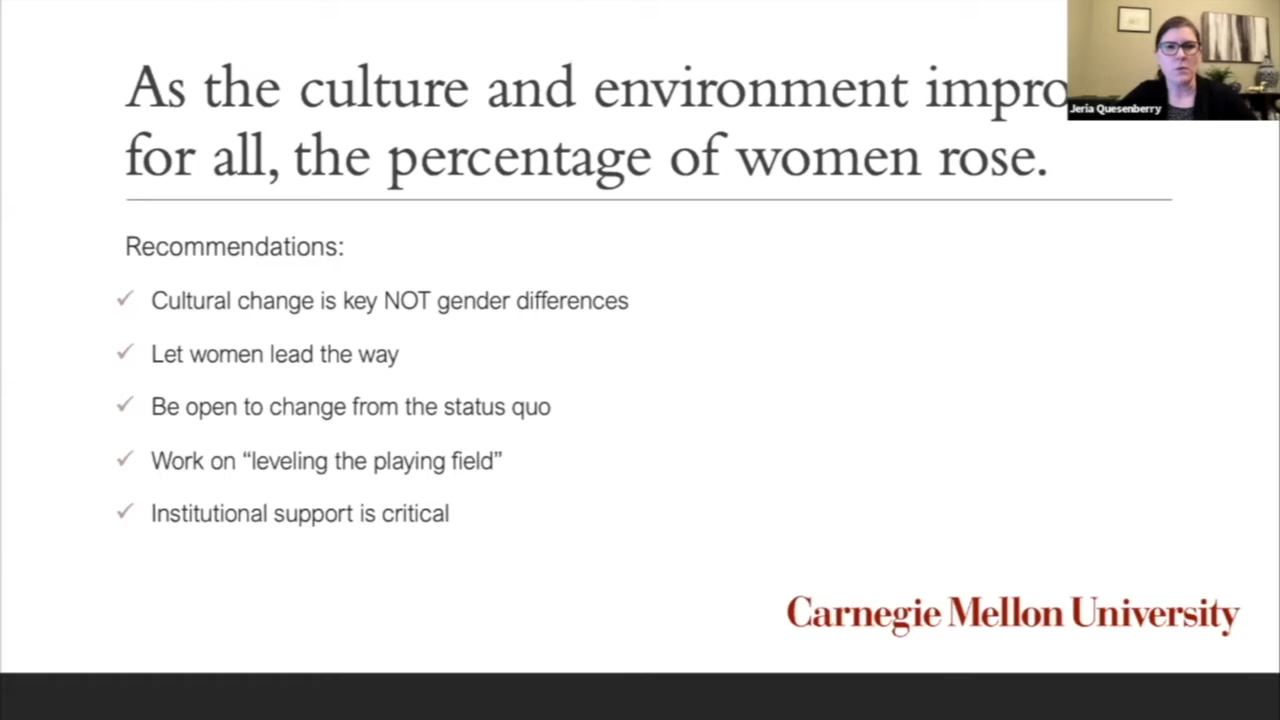 As the culture and environment impro
for all, the percentage of women rose.
Jeria Quesenberry
Recommendations:
✓ Cultural change is key NOT gender differences
✓ Let women lead the way
✓ Be open to change from the status quo
✓ Work on “leveling the playing field”
✓ Institutional support is critical
Carnegie Mellon University